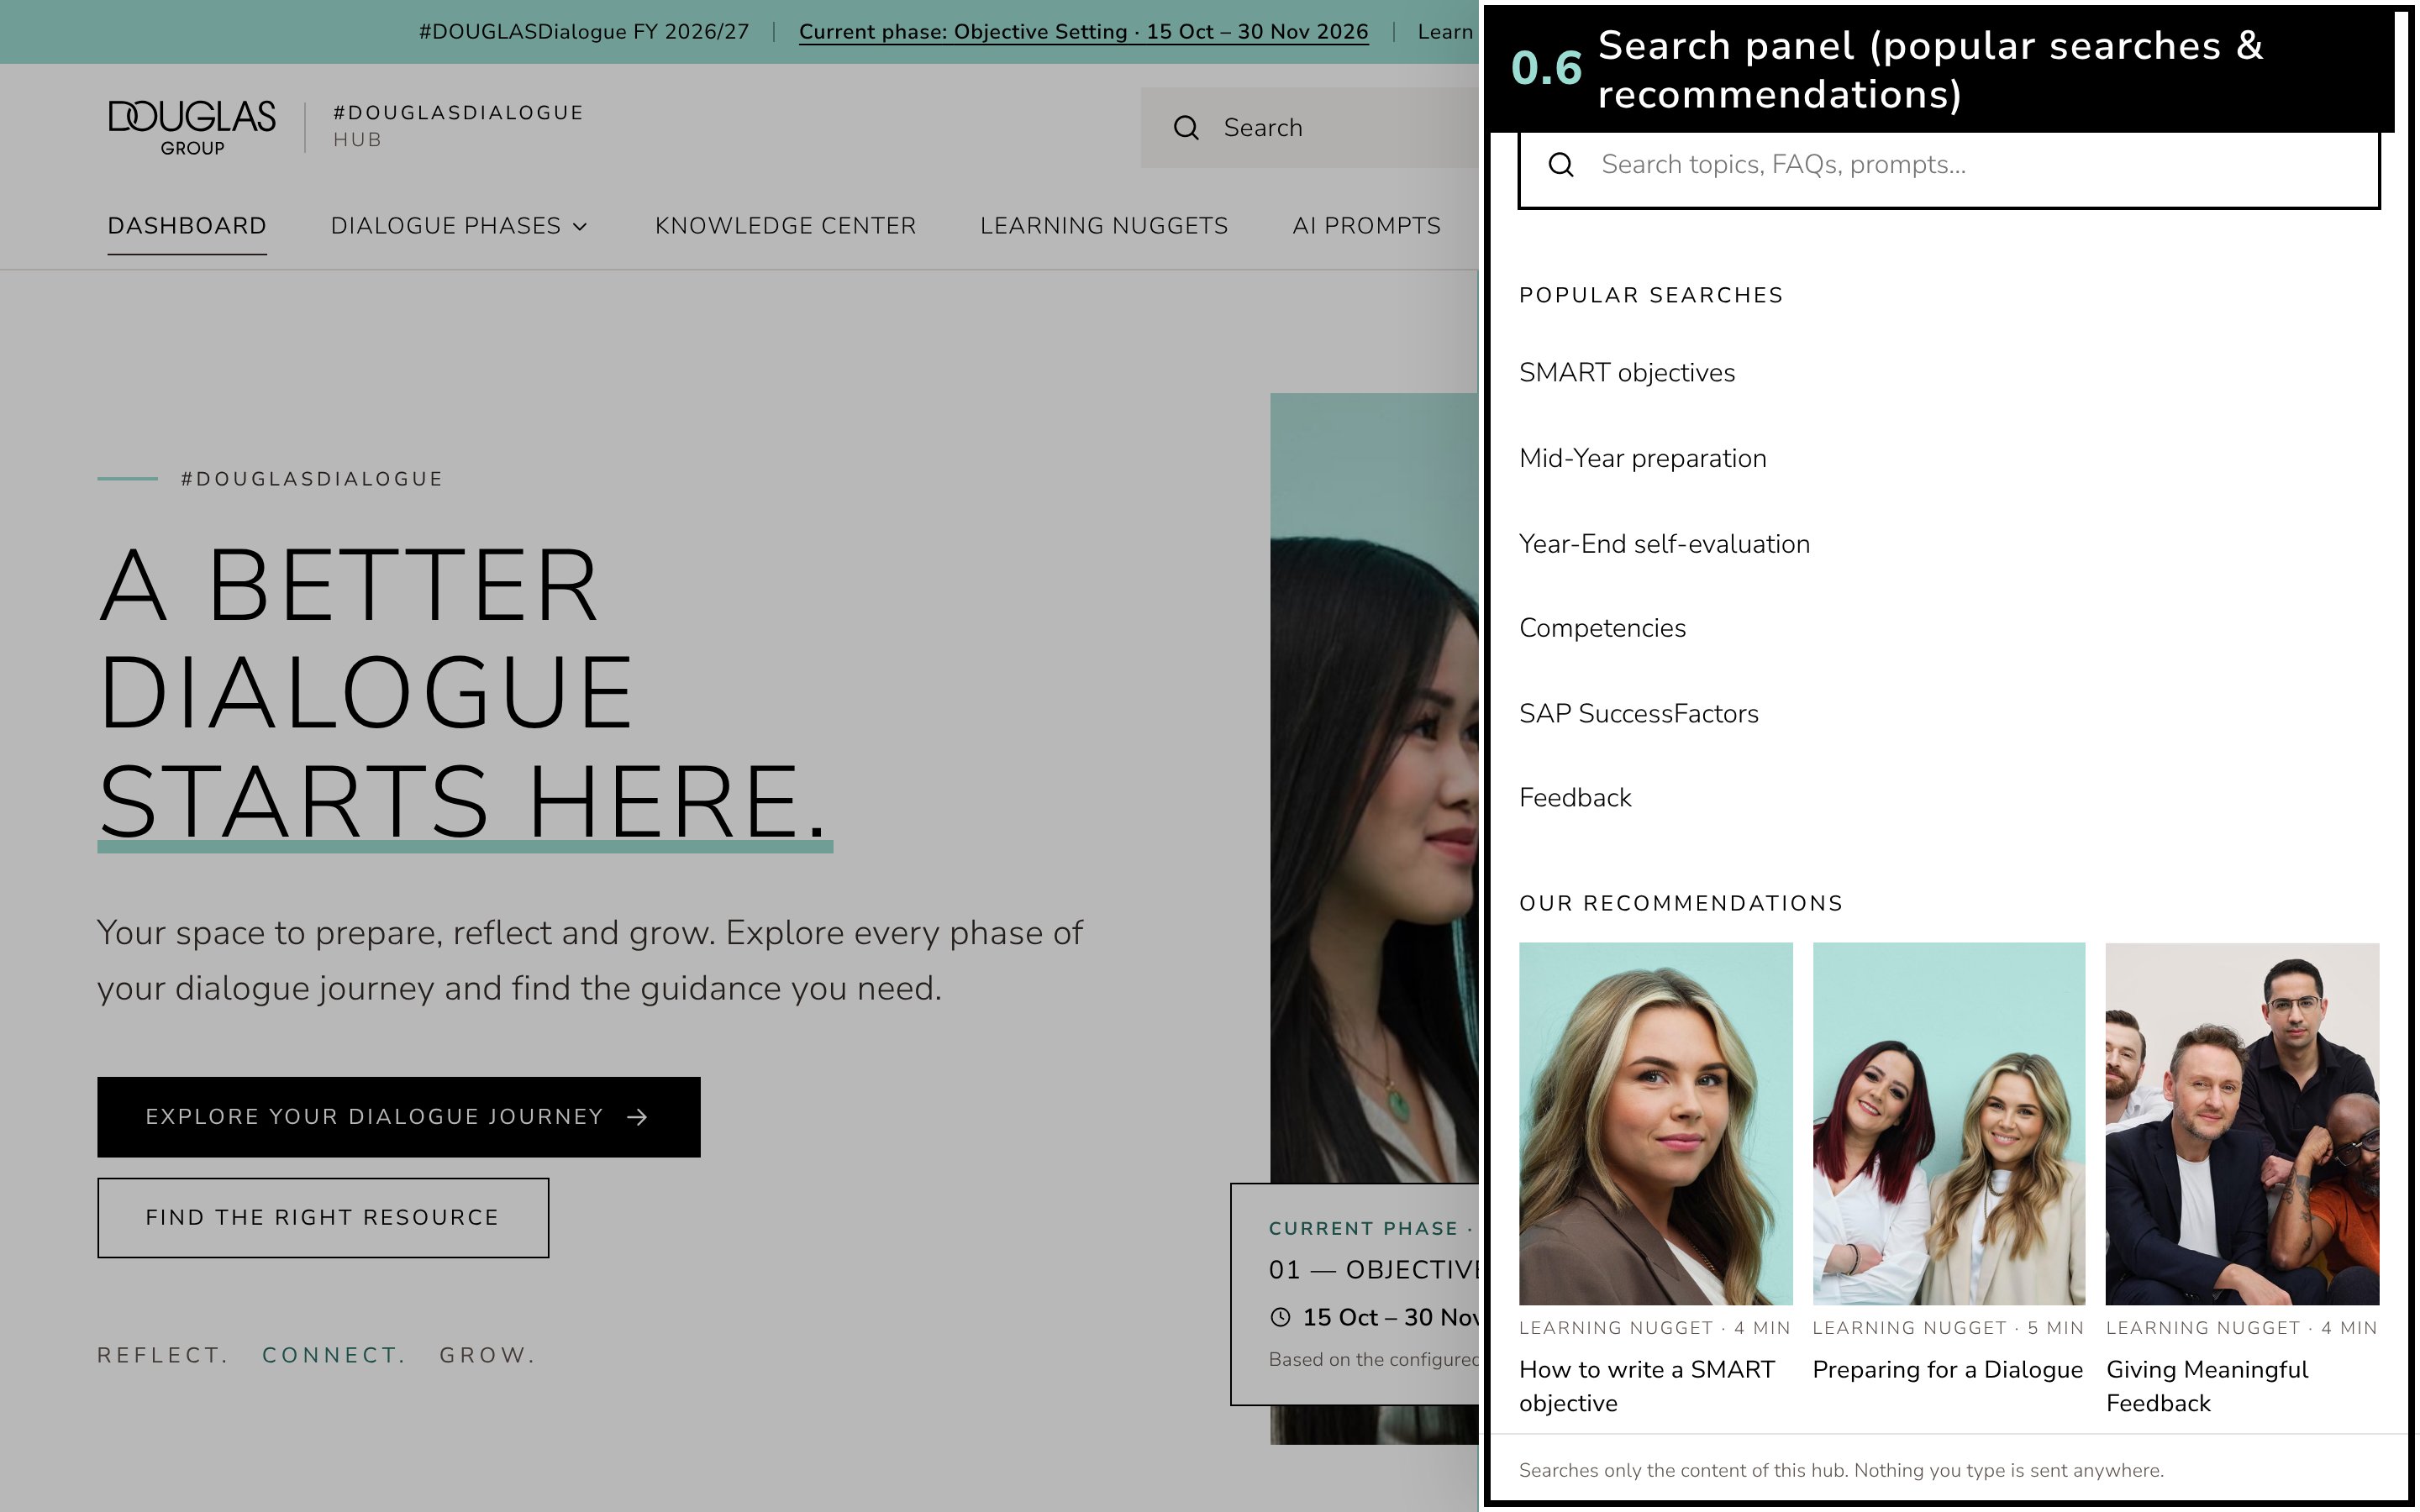 #DOUGLASDialogue FY 2026/27
Current phase: Objective Setting · 15 Oct – 30 Nov 2026
Learn
DOUGLAS
GROUP
#DOUGLASDIALOGUE
HUB
Search
DASHBOARD
DIALOGUE PHASES
KNOWLEDGE CENTER
LEARNING NUGGETS
AI PROMPTS
#DOUGLASDIALOGUE
A BETTER
DIALOGUE
STARTS HERE.
Your space to prepare, reflect and grow. Explore every phase of
your dialogue journey and find the guidance you need.
EXPLORE YOUR DIALOGUE JOURNEY
FIND THE RIGHT RESOURCE
REFLECT. CONNECT. GROW.
CURRENT PHASE ·
01 — OBJECTIVE
15 Oct – 30 Nov
Based on the configured
0.6 Search panel (popular searches &
recommendations)
Search topics, FAQs, prompts...
POPULAR SEARCHES
SMART objectives
Mid-Year preparation
Year-End self-evaluation
Competencies
SAP SuccessFactors
Feedback
OUR RECOMMENDATIONS
LEARNING NUGGET · 4 MIN
How to write a SMART
objective
LEARNING NUGGET · 5 MIN
Preparing for a Dialogue
LEARNING NUGGET · 4 MIN
Giving Meaningful
Feedback
Searches only the content of this hub. Nothing you type is sent anywhere.